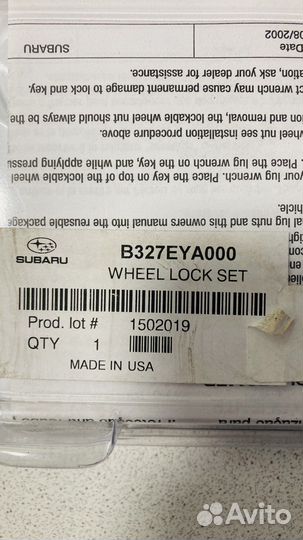 SUBARU
Date
08/2002
ation, ask your dealer for assistance.
ct wrench may cause permanent damage to lock and key.
on and removal, the lockable wheel nut should always be the
heel nut see installation procedure above.
. Place the lug wrench on the key, and while applying pressu
your lug wrench. Place the key on top of the lockable wheel
hicle.
al lug nuts and this owners manual into the reusable package
SUBARU
B327EYA000
WHEEL LOCK SET
Prod. lot # 1502019
QTY 1
MADE IN USA
Avito